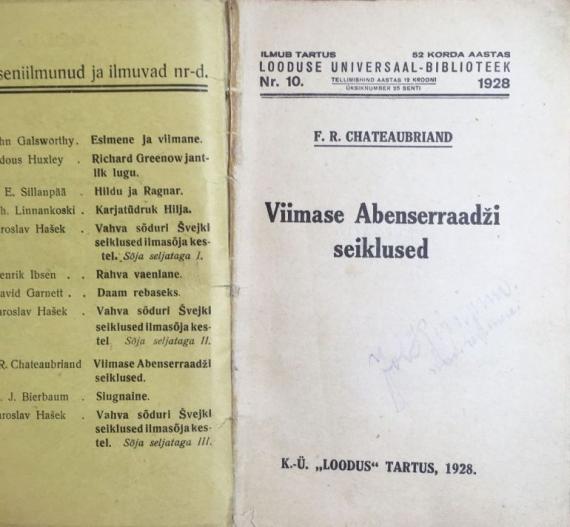 seniilmunud ja ilmuvad nr-d.
hn Galsworthy. Esimene ja viimane.
dous Huxley . Richard Greenow jant-
lik lugu.
E. Sillanpää . Hildu ja Ragnar.
h. Linnankoski . Karjatüdruk Hilja.
roslav Hašek . Vahva sõduri Švejki
seiklused ilmasõja kes-
tel. Sõja seljataga I.
enrik Ibsen . . Rahva vaenlane.
avid Garnett . . Daam rebaseks.
roslav Hašek . Vahva sõduri Švejki
seiklused ilmasõja kes-
tel Sõja seljataga II.
R. Chateaubriand Viimase Abenserraadži
seiklused.
. J. Bierbaum . Slugnaine.
roslav Hašek . Vahva sõduri Švejki
seiklused ilmasõja kes-
tel. Sõja seljataga III.
ILMUB TARTUS 52 KORDA AASTAS
LOODUSE UNIVERSAAL-BIBLIOTEEK
Nr. 10. TELLIMISHIND AASTAS 12 KROONI
ÜKSIKNUMBER 25 SENTI 1928
F. R. CHATEAUBRIAND
Viimase Abenserraadži
seiklused
K.-Ü. „LOODUS“ TARTUS, 1928.